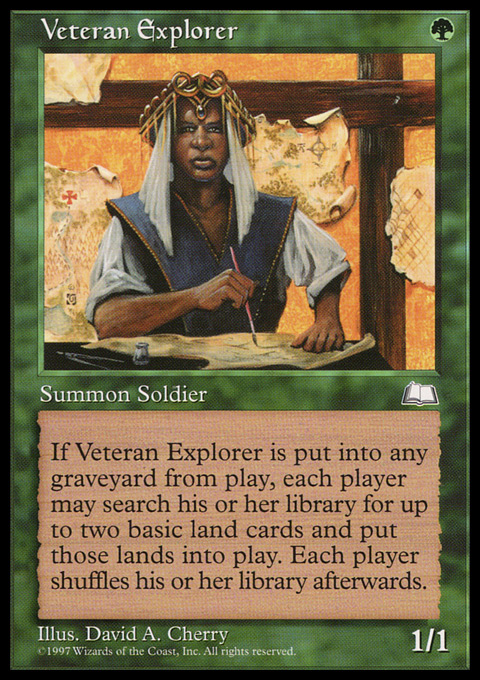 Veteran Explorer
Summon Soldier
If Veteran Explorer is put into any
graveyard from play, each player
may search his or her library for up
to two basic land cards and put
those lands into play. Each player
shuffles his or her library afterwards.
Illus. David A. Cherry
1/1
©1997 Wizards of the Coast, Inc. All rights reserved.